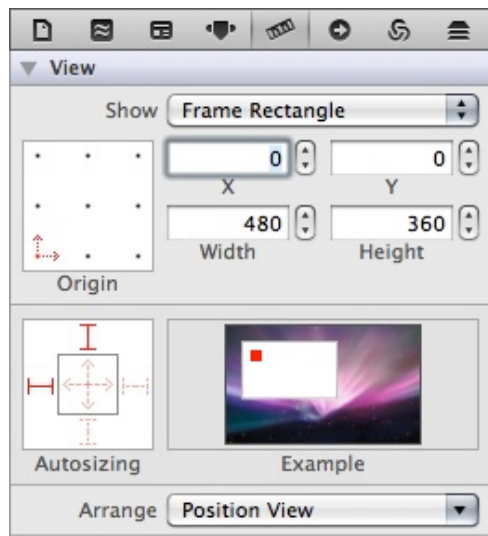 View
Show Frame Rectangle
0 0
X Y
480 360
Width Height
Origin
Autosizing Example
Arrange Position View